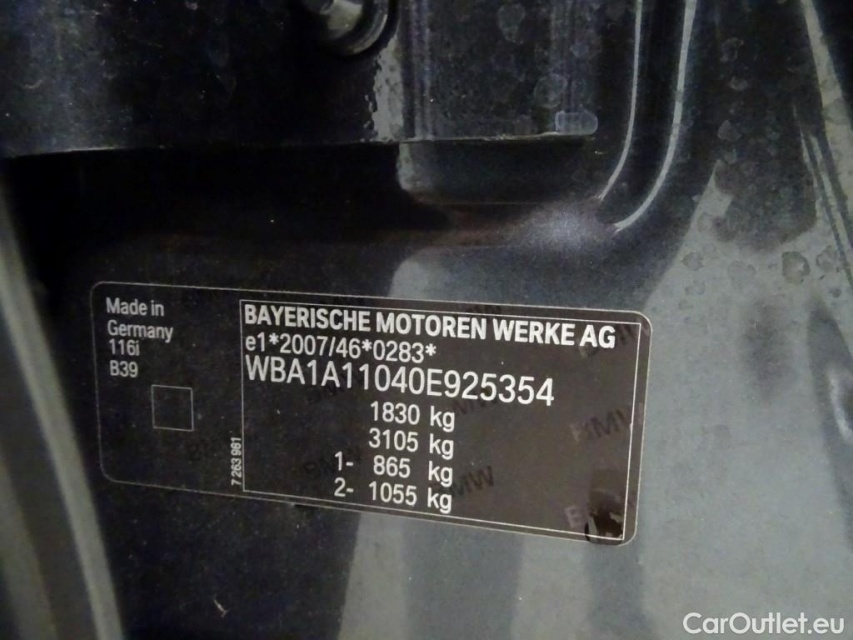 Made in
Germany
116i
B39
7 263 981
BAYERISCHE MOTOREN WERKE AG
e1*2007/46*0283*
WBA1A11040E925354
1830 kg
3105 kg
1- 865 kg
2- 1055 kg
CarOutlet.eu